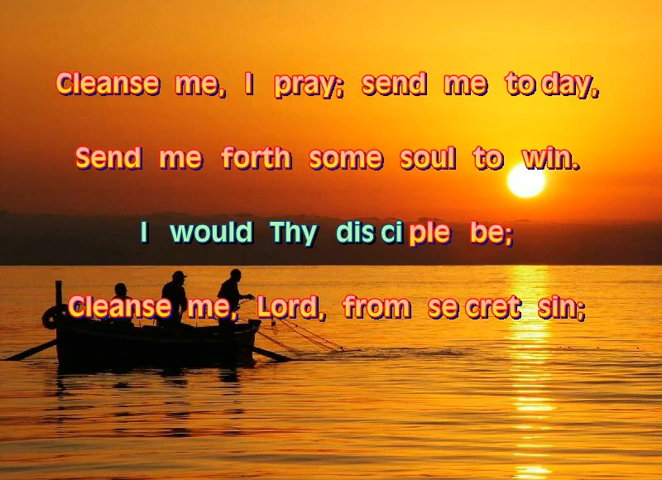 Cleanse me, I pray; send me to day,
Send me forth some soul to win.
I would Thy dis ci ple be;
Cleanse me, Lord, from se cret sin;